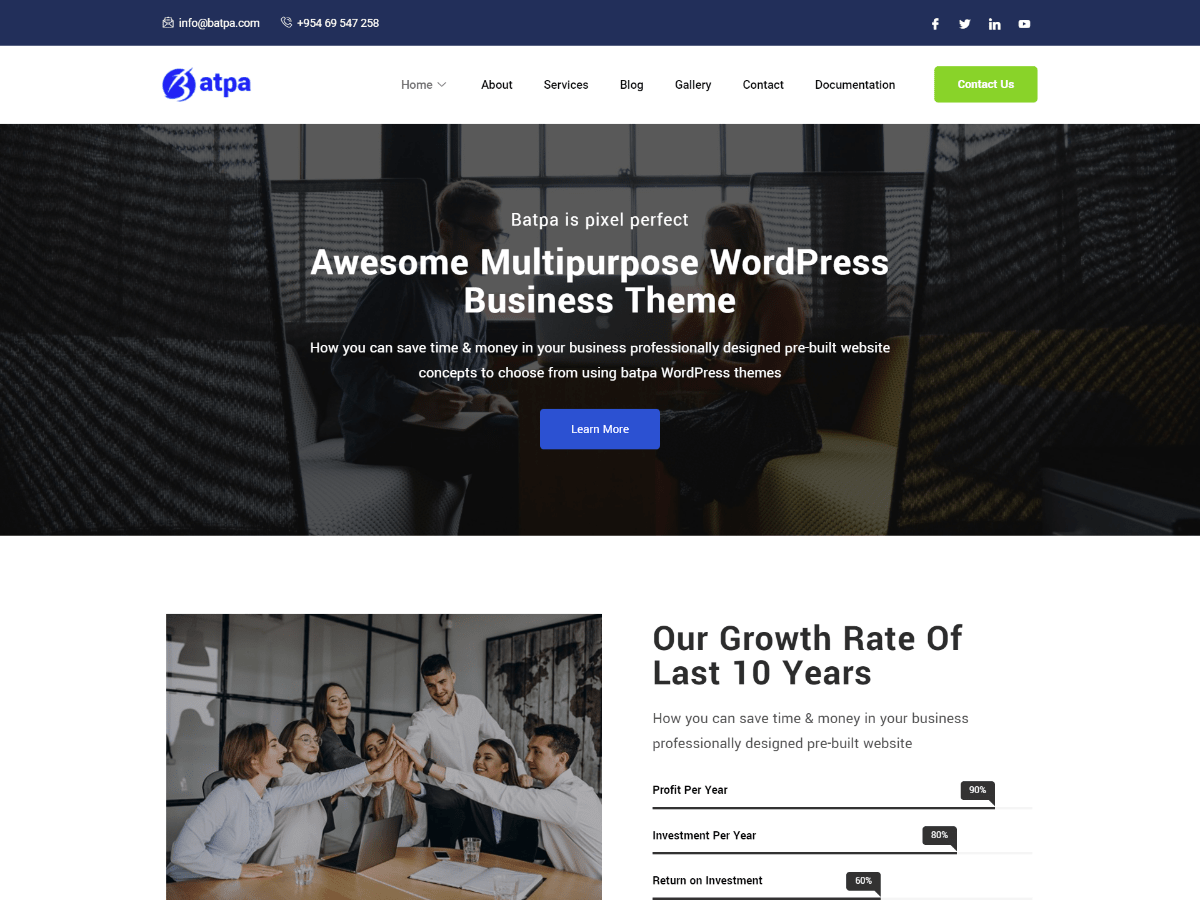 info@batpa.com +954 69 547 258
Batpa
Home About Services Blog Gallery Contact Documentation Contact Us
Batpa is pixel perfect
Awesome Multipurpose WordPress
Business Theme
How you can save time & money in your business professionally designed pre-built website
concepts to choose from using batpa WordPress themes
Learn More
Our Growth Rate Of
Last 10 Years
How you can save time & money in your business
professionally designed pre-built website
Profit Per Year 90%
Investment Per Year 80%
Return on Investment 60%